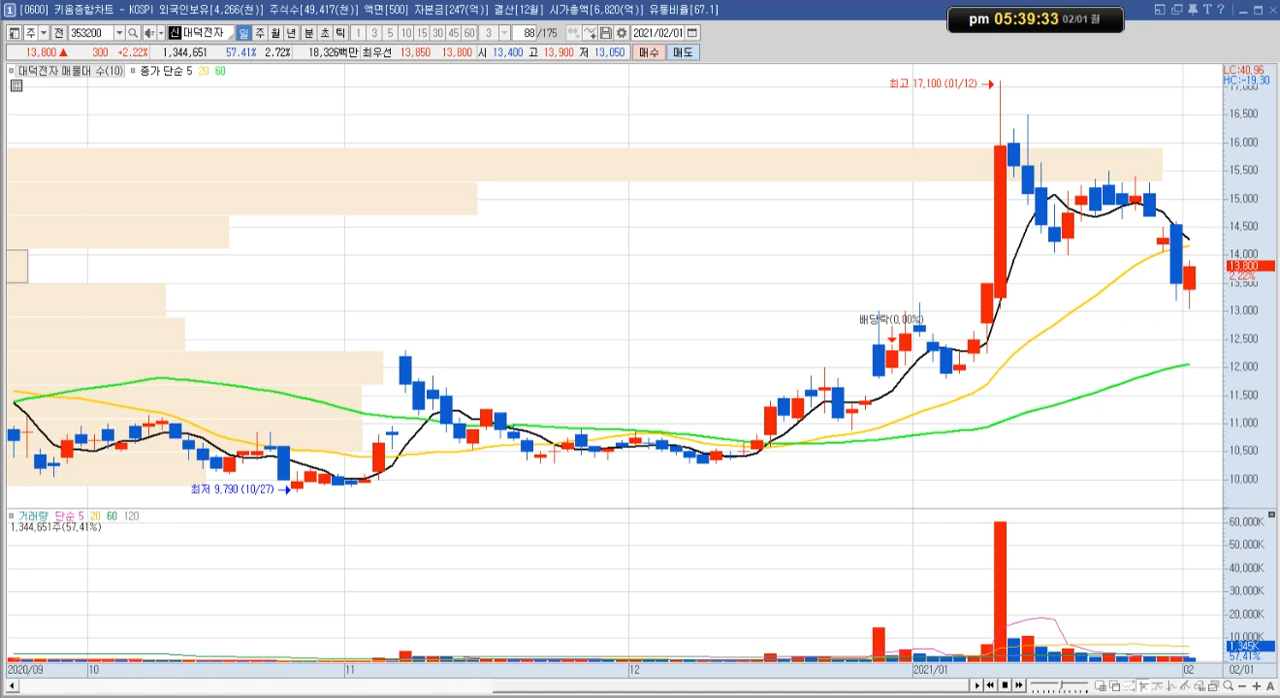 [0600] 키움종합차트 - KOSPI 외국인보유[4,266(천)] 주식수[49,417(천)] 액면[500] 자본금[247(억)] 결산[12월] 시가총액[6,820(억)] 유통비율[67.1]
pm 05:39:33 02/01 월
주 전 353200 신 대덕전자 일 주 월 년 분 초 틱 1 3 5 10 15 30 45 60 3 88 /175 2021/02/01
13,800 ▲ 300 +2.22% 1,344,651 57.41% 2.72% 18,326백만 최우선 13,850 13,800 시 13,400 고 13,900 저 13,050 매수 매도
대덕전자 매물대 수(10) 종가 단순 5 20 60
LC:40.96
HC:-19.30
최고 17,100 (01/12)
17,000
16,500
16,000
15,500
15,000
14,500
14,000
13,800
2.22%
13,500
13,000
배당락(0.00%)
12,500
12,000
11,500
11,000
10,500
10,000
최저 9,790 (10/27)
거래량 단순 5 20 60 120
1,344,651주(57.41%)
60,000K
50,000K
40,000K
30,000K
20,000K
10,000K
1,345K
57.41%
2020/09 10 11 12 2021/01 02 02/01